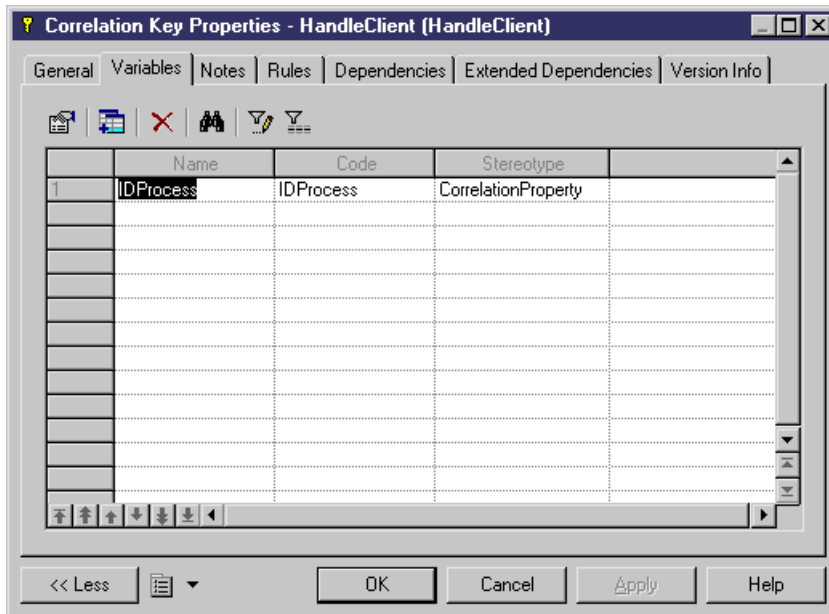 Correlation Key Properties - HandleClient (HandleClient)
General Variables Notes Rules Dependencies Extended Dependencies Version Info
Name Code Stereotype
1 IDProcess IDProcess CorrelationProperty
<< Less OK Cancel Apply Help